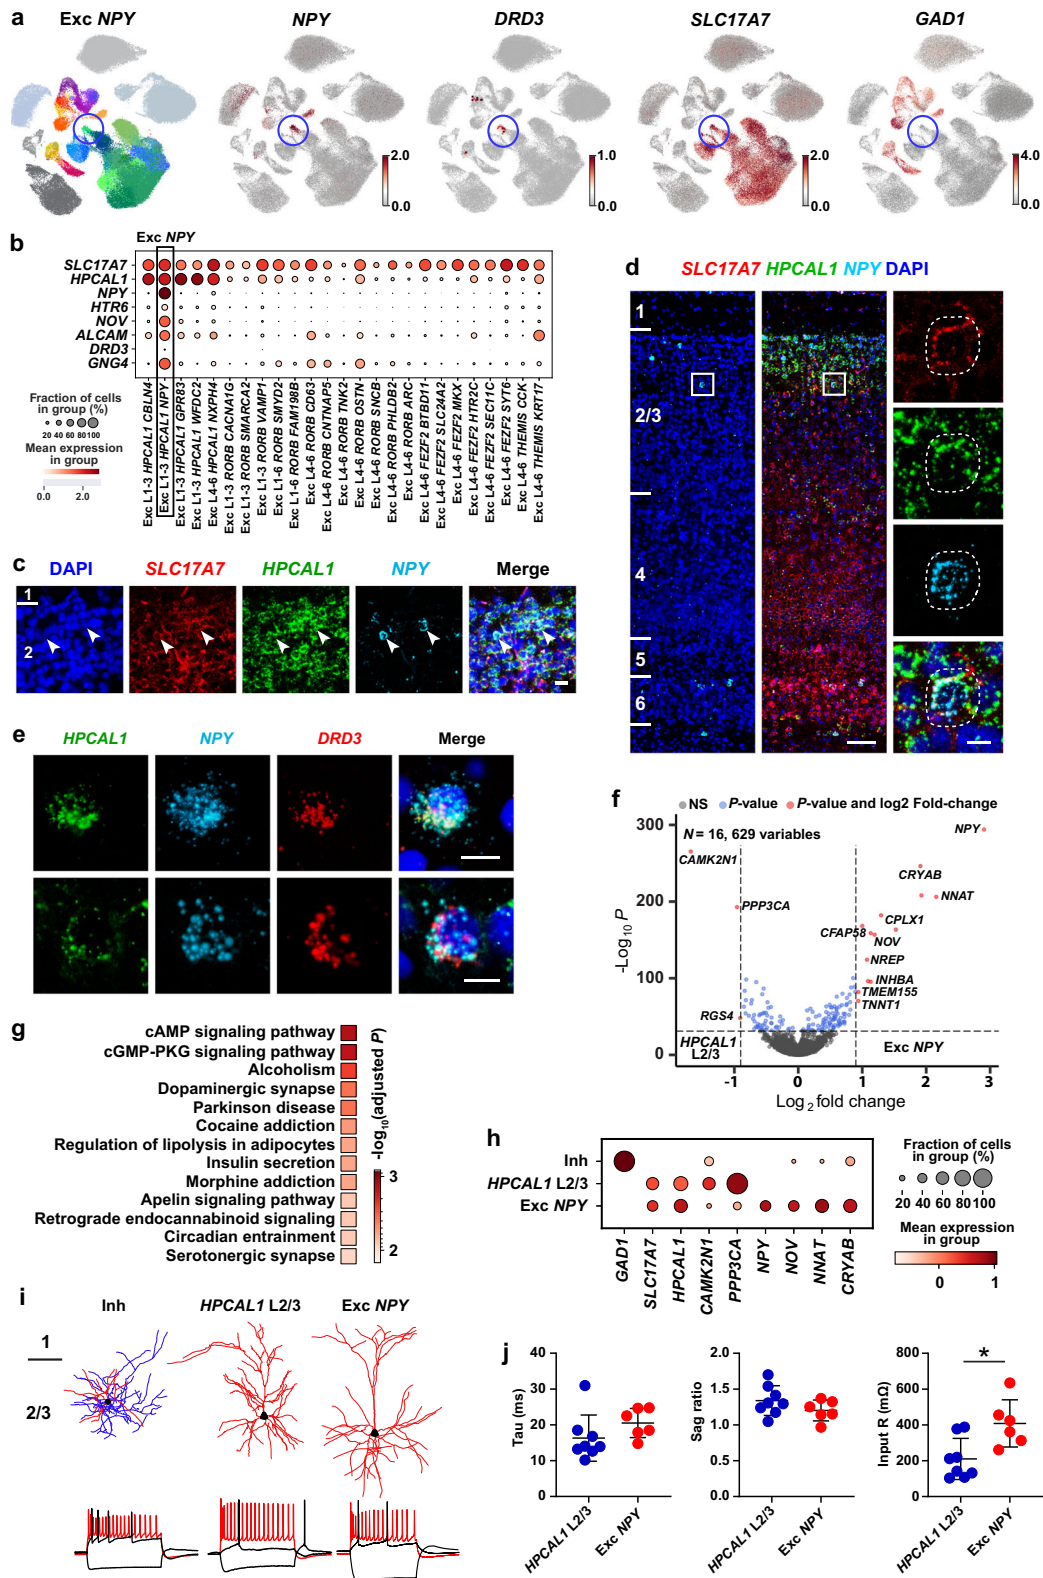 a
Exc NPY
NPY
DRD3
SLC17A7
GAD1
2.0
0.0
1.0
0.0
2.0
0.0
4.0
0.0
b
Exc NPY
SLC17A7
HPCAL1
NPY
HTR6
NOV
ALCAM
DRD3
GNG4
Fraction of cells
in group (%)
20 40 60 80 100
Mean expression
in group
0.0 2.0
Exc L1-3 HPCAL1 CBLN4
Exc L1-3 HPCAL1 NPY
Exc L1-3 HPCAL1 GPR83
Exc L1-3 HPCAL1 WFDC2
Exc L4-6 HPCAL1 NXPH4
Exc L1-3 RORB CACNA1G
Exc L1-3 RORB SMARCA2
Exc L1-3 RORB VAMP1
Exc L1-6 RORB SMYD2
Exc L1-6 RORB FAM198B
Exc L4-6 RORB CD63
Exc L4-6 RORB CNTNAP5
Exc L4-6 RORB TNK2
Exc L4-6 RORB OSTN
Exc L4-6 RORB SNCB
Exc L4-6 RORB PHLDB2
Exc L4-6 RORB ARC
Exc L4-6 FEZF2 BTBD11
Exc L4-6 FEZF2 SLC24A2
Exc L4-6 FEZF2 MKX
Exc L4-6 FEZF2 HTR2C
Exc L4-6 FEZF2 SEC11C
Exc L4-6 FEZF2 SYT6
Exc L4-6 THEMIS CCK
Exc L4-6 THEMIS KRT17
c
DAPI
SLC17A7
HPCAL1
NPY
Merge
1
2
d
SLC17A7 HPCAL1 NPY DAPI
1
2/3
4
5
6
e
HPCAL1
NPY
DRD3
Merge
f
NS
P-value
P-value and log2 Fold-change
N = 16, 629 variables
300
200
100
0
-Log10 P
NPY
CAMK2N1
CRYAB
PPP3CA
NNAT
CPLX1
CFAP58
NOV
NREP
INHBA
TMEM155
TNNT1
RGS4
HPCAL1
L2/3
Exc NPY
-1 0 1 2 3
Log2 fold change
g
cAMP signaling pathway
cGMP-PKG signaling pathway
Alcoholism
Dopaminergic synapse
Parkinson disease
Cocaine addiction
Regulation of lipolysis in adipocytes
Insulin secretion
Morphine addiction
Apelin signaling pathway
Retrograde endocannabinoid signaling
Circadian entrainment
Serotonergic synapse
-log10(adjusted P)
3
2
h
Inh
HPCAL1 L2/3
Exc NPY
GAD1
SLC17A7
HPCAL1
CAMK2N1
PPP3CA
NPY
NOV
NNAT
CRYAB
Fraction of cells
in group (%)
20 40 60 80 100
Mean expression
in group
0 1
i
Inh
HPCAL1 L2/3
Exc NPY
1
2/3
j
Tau (ms)
40
30
20
10
0
HPCAL1 L2/3
Exc NPY
Sag ratio
2.0
1.5
1.0
0.5
0.0
HPCAL1 L2/3
Exc NPY
Input R (mΩ)
800
600
400
200
0
*
HPCAL1 L2/3
Exc NPY